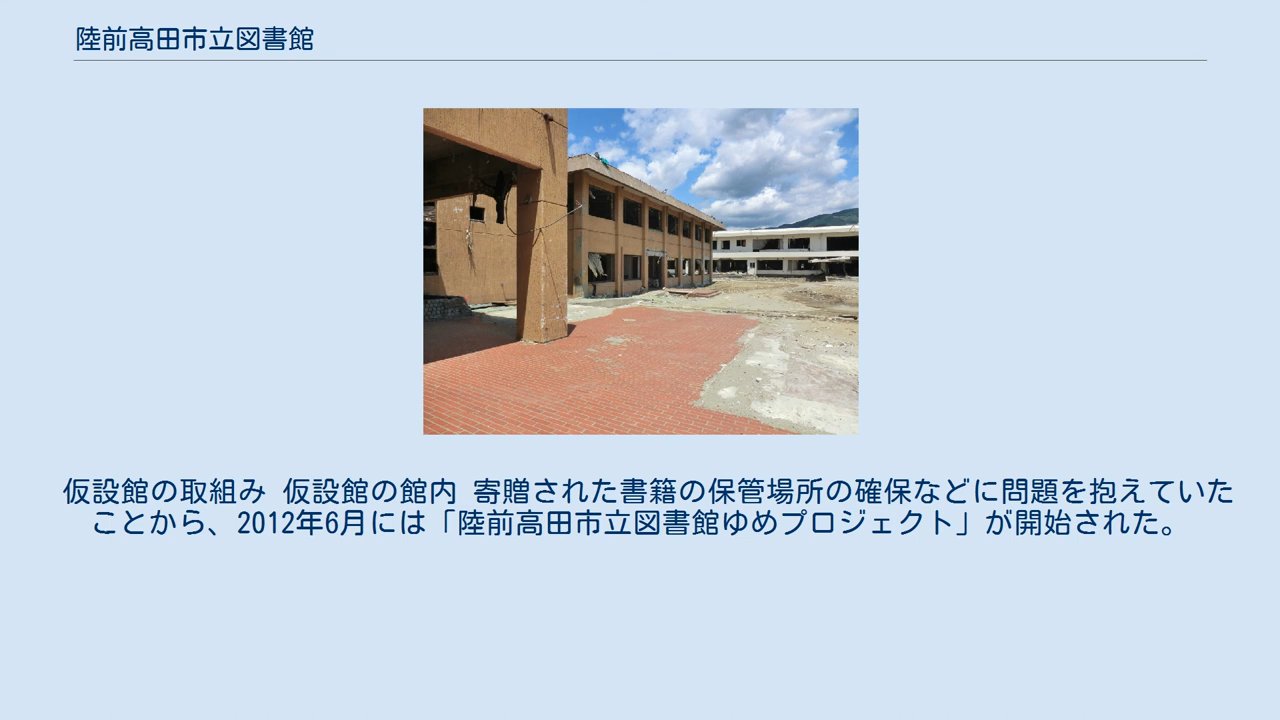 陸前高田市立図書館
仮設館の取組み 仮設館の館内 寄贈された書籍の保管場所の確保などに問題を抱えていた
ことから、2012年6月には「陸前高田市立図書館ゆめプロジェクト」が開始された。